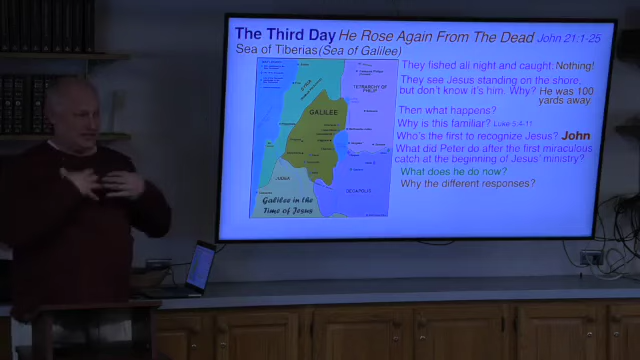 The Third Day He Rose Again From The Dead John 21:1-25
Sea of Tiberias (Sea of Galilee)
They fished all night and caught: Nothing!
They see Jesus standing on the shore,
but don't know it's him. Why? He was 100
yards away.
Then what happens?
Why is this familiar? Luke 5:4-11
Who's the first to recognize Jesus? John
What did Peter do after the first miraculous
catch at the beginning of Jesus' ministry?
What does he do now?
Why the different responses?
TETRARCHY OF
PHILIP
GALILEE
DECAPOLIS
Galilee in
the Time of Jesus